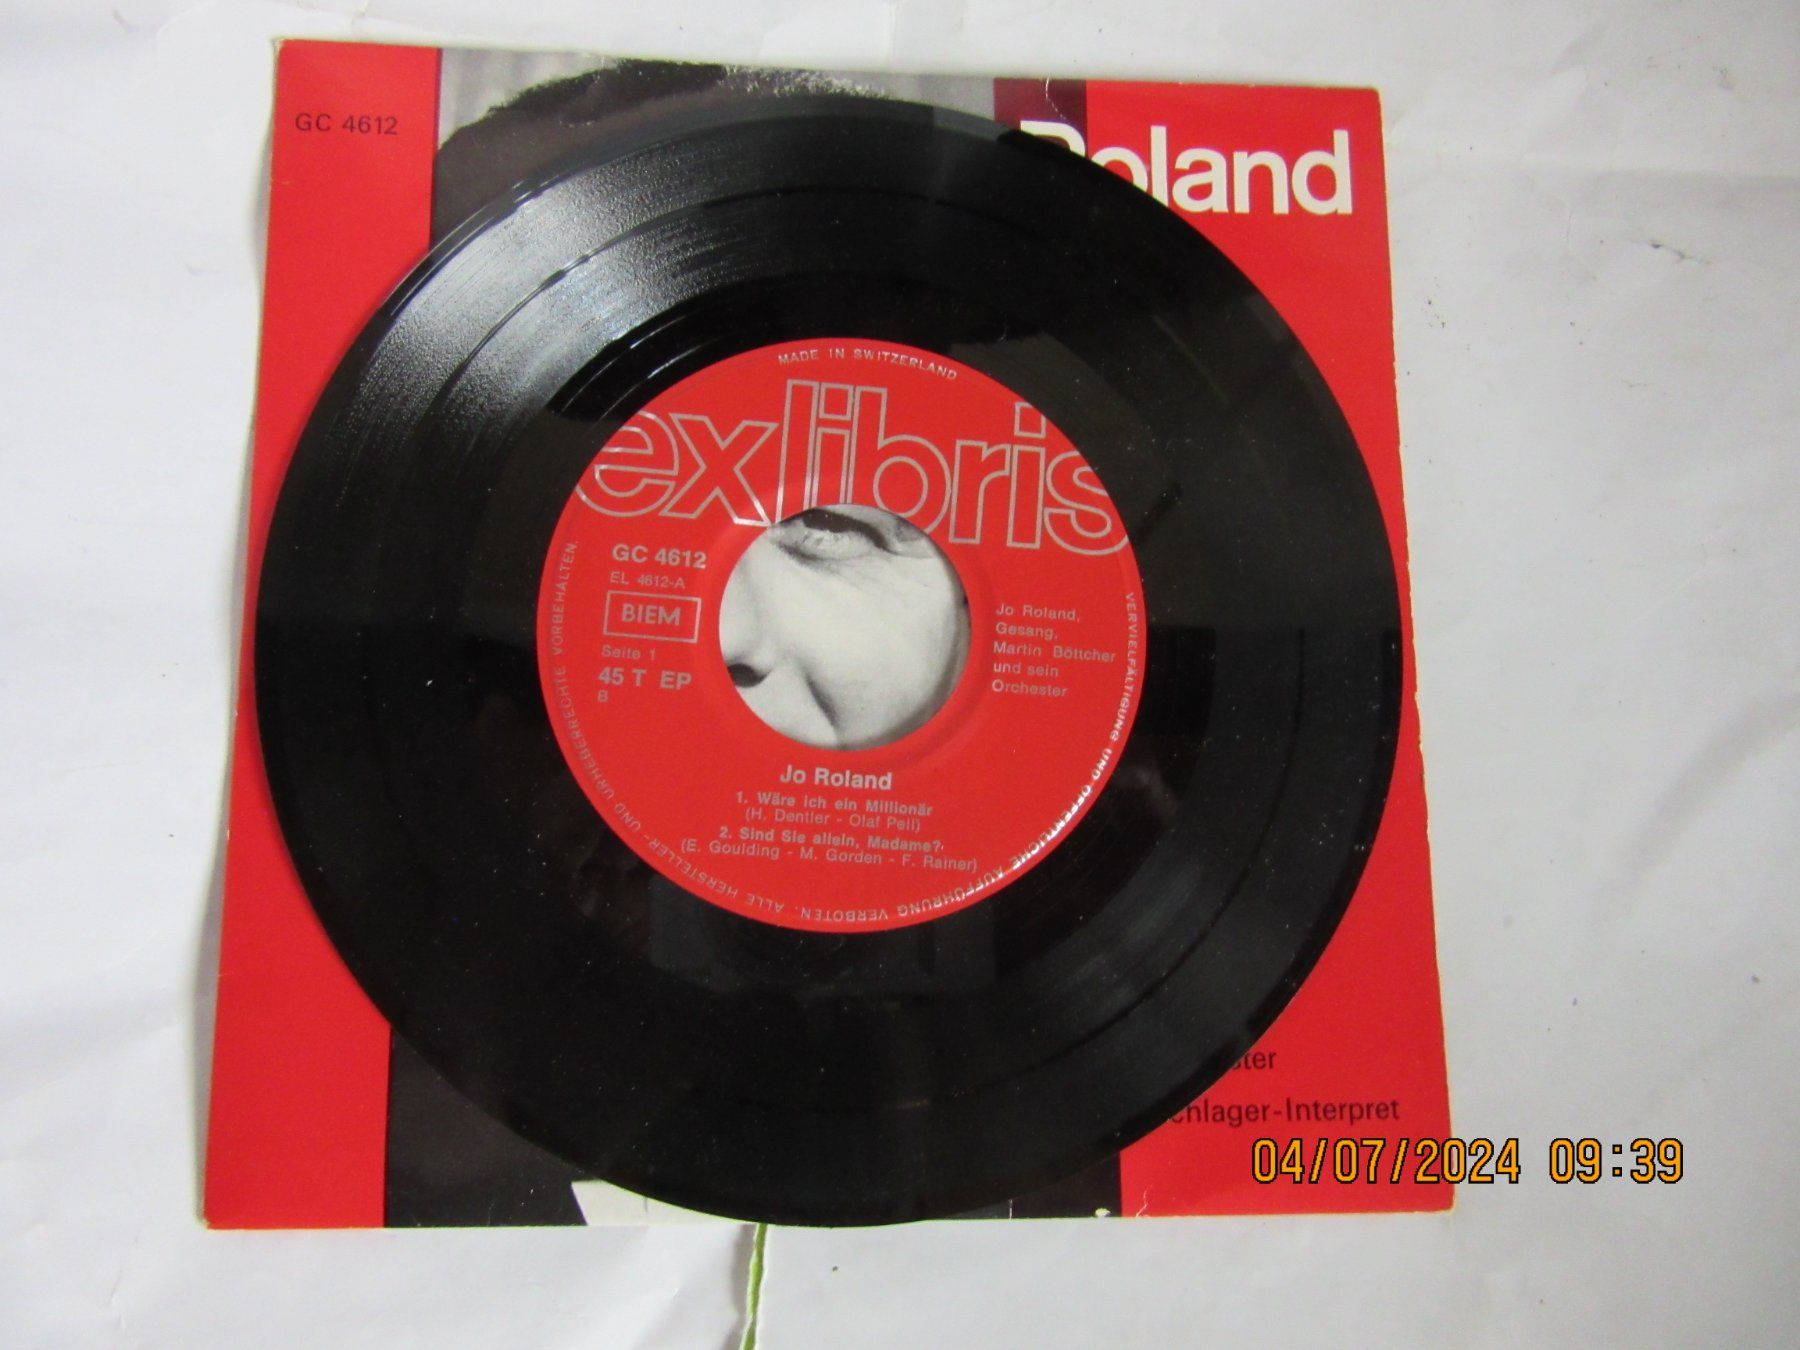 GC 4612
Roland
MADE IN SWITZERLAND
exlibris
GC 4612
EL 4612-A
BIEM
Seite 1
45 T EP
B
Jo Roland,
Gesang,
Martin Böttcher
und sein
Orchester
Jo Roland
1. Wäre ich ein Millionär
(H. Dentler - Olaf Pell)
2. Sind Sie allein, Madame?
(E. Goulding - M. Gorden - F. Rainer)
ALLE HERSTELLER- UND URHEBERRECHTE VORBEHALTEN.
VERVIELFÄLTIGUNG UND ÖFFENTLICHE AUFFÜHRUNG VERBOTEN.
ster
chlager-Interpret
04/07/2024 09:39